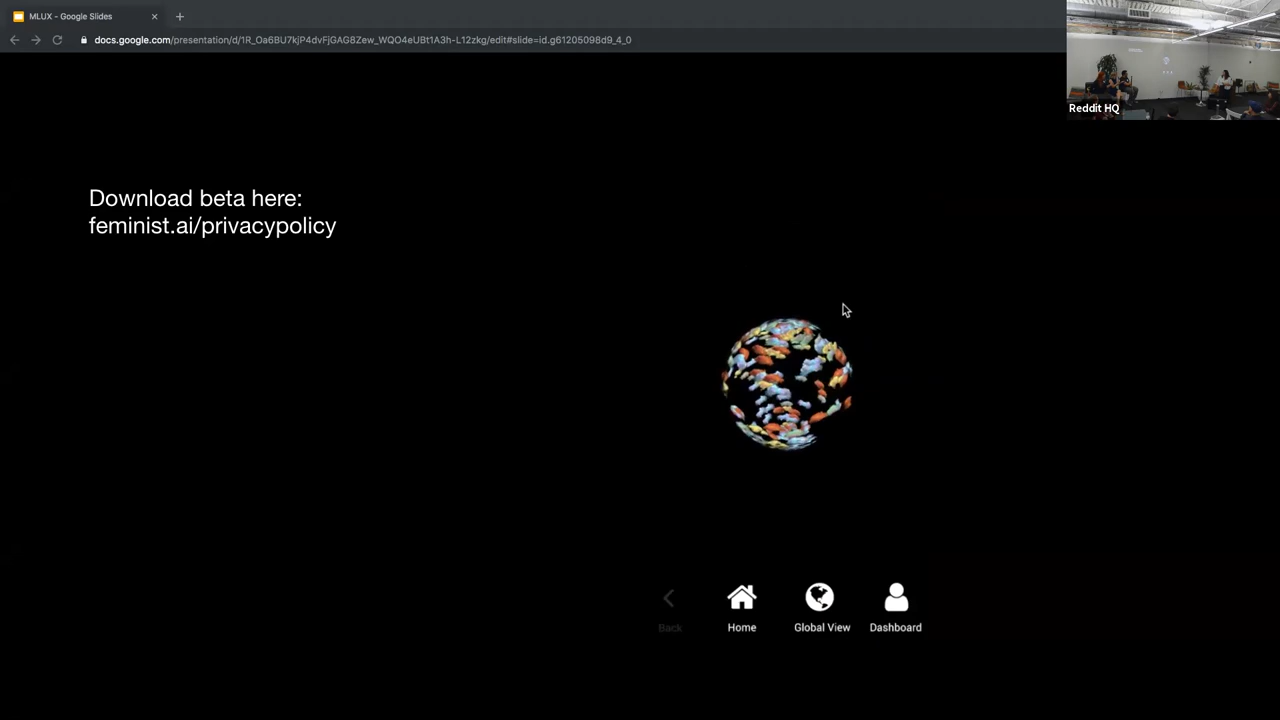 MLUX - Google Slides
docs.google.com/presentation/d/1R_Oa6BU7kjP4dvFjGAG8Zew_WQO4eUBt1A3h-L12zkg/edit#slide=id.g61205098d9_4_0
Reddit HQ
Download beta here:
feminist.ai/privacypolicy
Back
Home
Global View
Dashboard